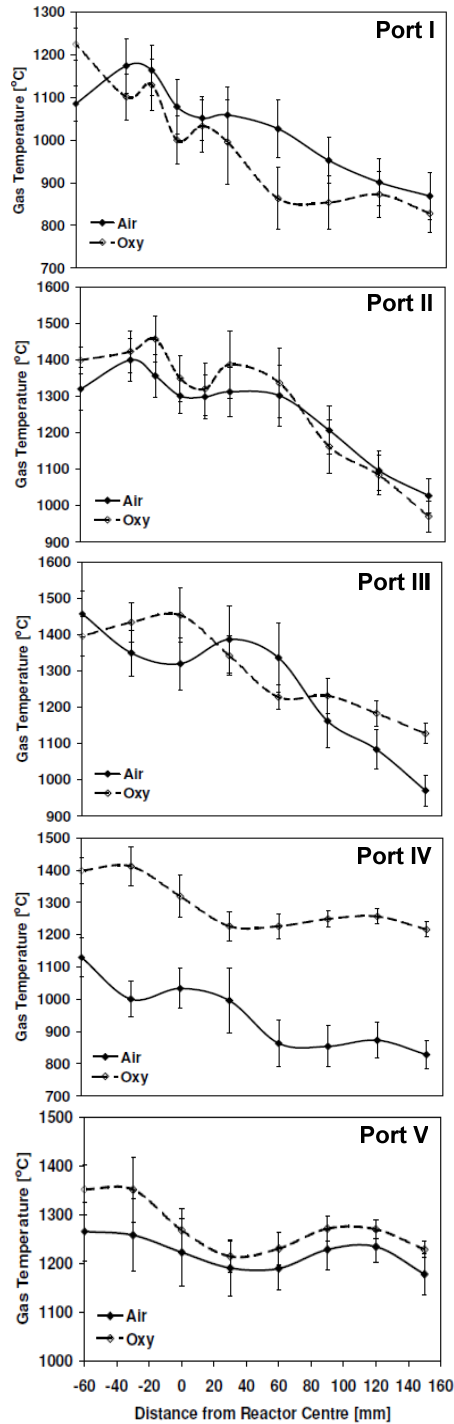 Port I
1300
1200
1100
1000
900
800
700
Gas Temperature [°C]
Air
Oxy
Port II
1600
1500
1400
1300
1200
1100
1000
900
Gas Temperature [°C]
Air
Oxy
Port III
1600
1500
1400
1300
1200
1100
1000
900
Gas Temperature [°C]
Air
Oxy
Port IV
1500
1400
1300
1200
1100
1000
900
800
700
Gas Temperature [°C]
Air
Oxy
Port V
1500
1400
1300
1200
1100
1000
Gas Temperature [°C]
Air
Oxy
-60 -40 -20 0 20 40 60 80 100 120 140 160
Distance from Reactor Centre [mm]